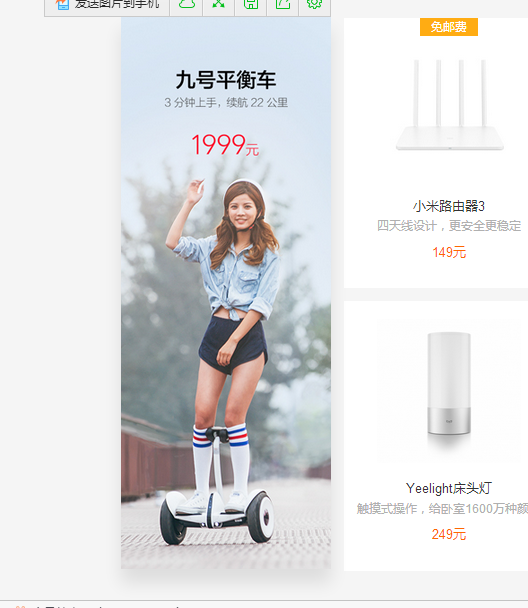 发送图片到手机
九号平衡车
3 分钟上手，续航 22 公里
1999元
免邮费
小米路由器3
四天线设计，更安全更稳定
149元
Yeelight床头灯
触摸式操作，给卧室1600万种颜
249元